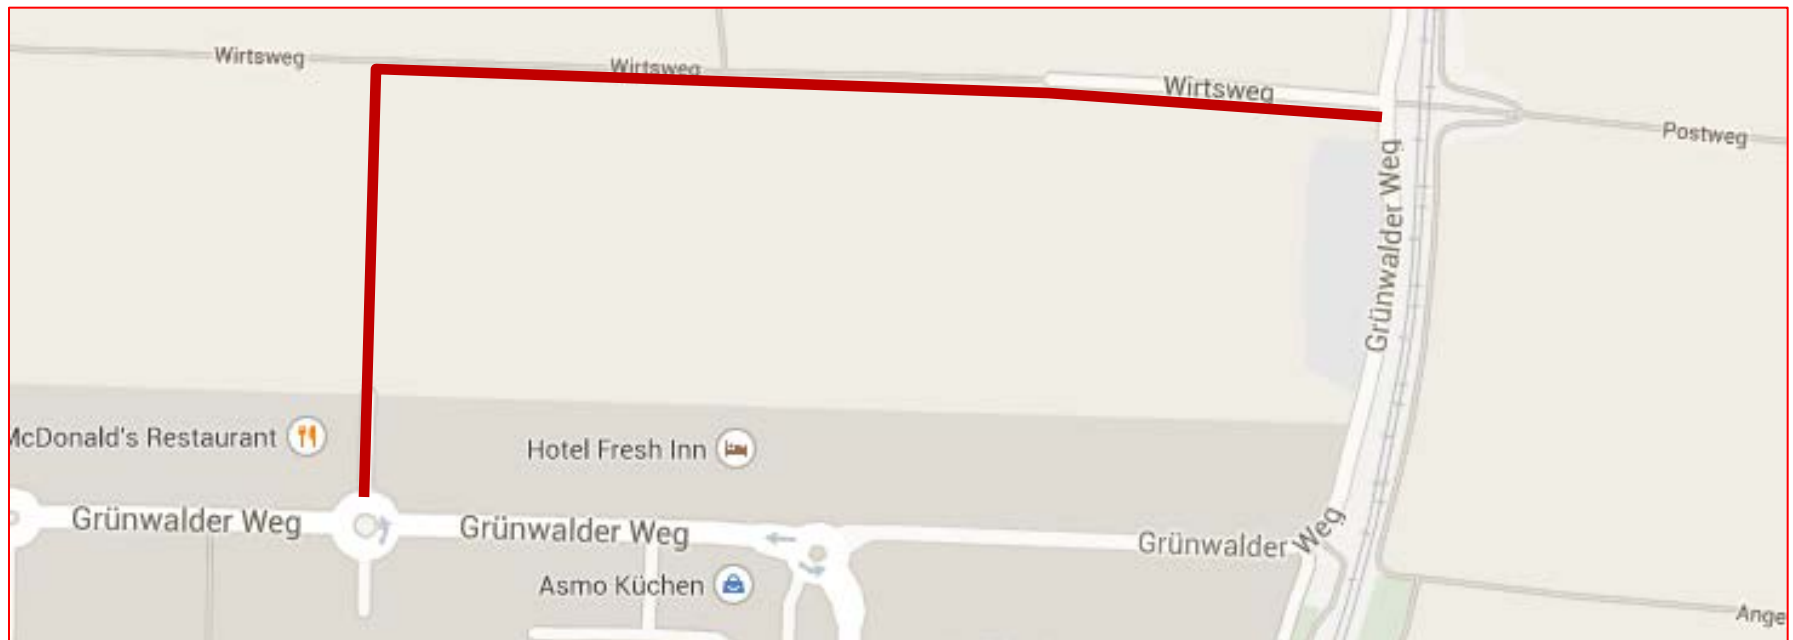 Wirtsweg
Wirtsweg
Wirtsweg
Postweg
Grünwalder Weg
McDonald's Restaurant
Hotel Fresh Inn
Grünwalder Weg
Grünwalder Weg
Grünwalder Weg
Asmo Küchen
Ange